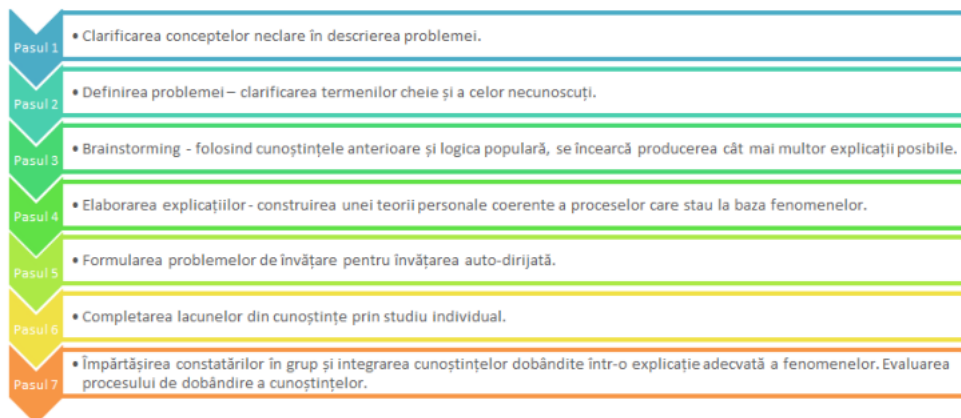 Pasul 1
• Clarificarea conceptelor neclare în descrierea problemei.
Pasul 2
• Definirea problemei – clarificarea termenilor cheie și a celor necunoscuți.
Pasul 3
• Brainstorming - folosind cunoștințele anterioare și logica populară, se încearcă producerea cât mai multor explicații posibile.
Pasul 4
• Elaborarea explicațiilor - construirea unei teorii personale coerente a proceselor care stau la baza fenomenelor.
Pasul 5
• Formularea problemelor de învățare pentru învățarea auto-dirijată.
Pasul 6
• Completarea lacunelor din cunoștințe prin studiu individual.
Pasul 7
• Împărtășirea constatărilor în grup și integrarea cunoștințelor dobândite într-o explicație adecvată a fenomenelor. Evaluarea
procesului de dobândire a cunoștințelor.